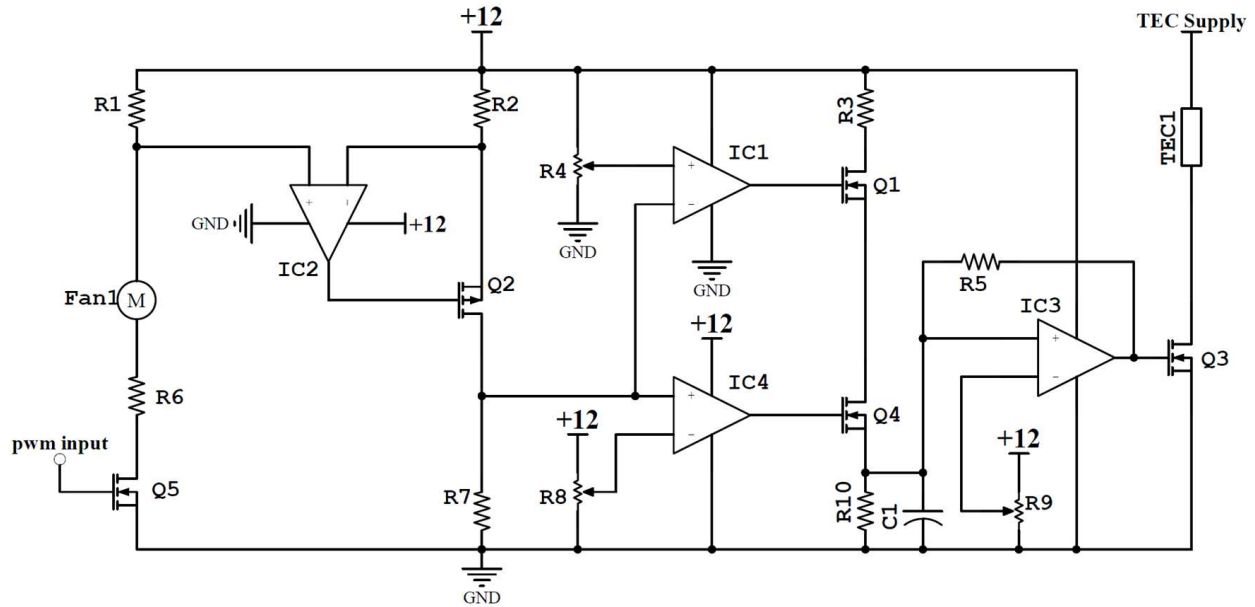 +12
TEC Supply
R1
R2
R3
TEC1
R4
+
-
IC1
Q1
GND
+
-
+12
IC2
GND
GND
Q2
Fan1
M
R5
IC3
+12
+
-
Q3
R6
IC4
+
-
Q4
+12
+12
pwm input
Q5
R7
R8
R10
C1
R9
GND